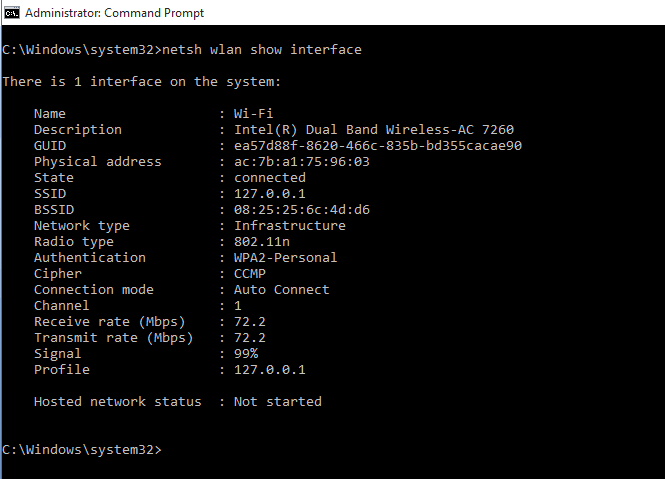 Administrator: Command Prompt
C:\Windows\system32>netsh wlan show interface
There is 1 interface on the system:
Name : Wi-Fi
Description : Intel(R) Dual Band Wireless-AC 7260
GUID : ea57d88f-8620-466c-835b-bd355cacae90
Physical address : ac:7b:a1:75:96:03
State : connected
SSID : 127.0.0.1
BSSID : 08:25:25:6c:4d:d6
Network type : Infrastructure
Radio type : 802.11n
Authentication : WPA2-Personal
Cipher : CCMP
Connection mode : Auto Connect
Channel : 1
Receive rate (Mbps) : 72.2
Transmit rate (Mbps) : 72.2
Signal : 99%
Profile : 127.0.0.1
Hosted network status : Not started
C:\Windows\system32>